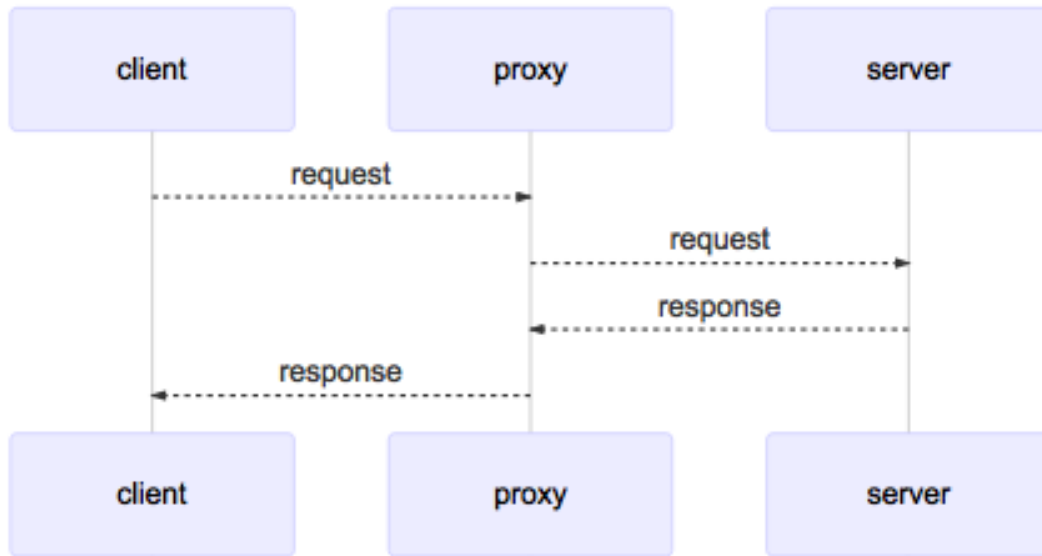 client proxy server
request
request
response
response
client proxy server